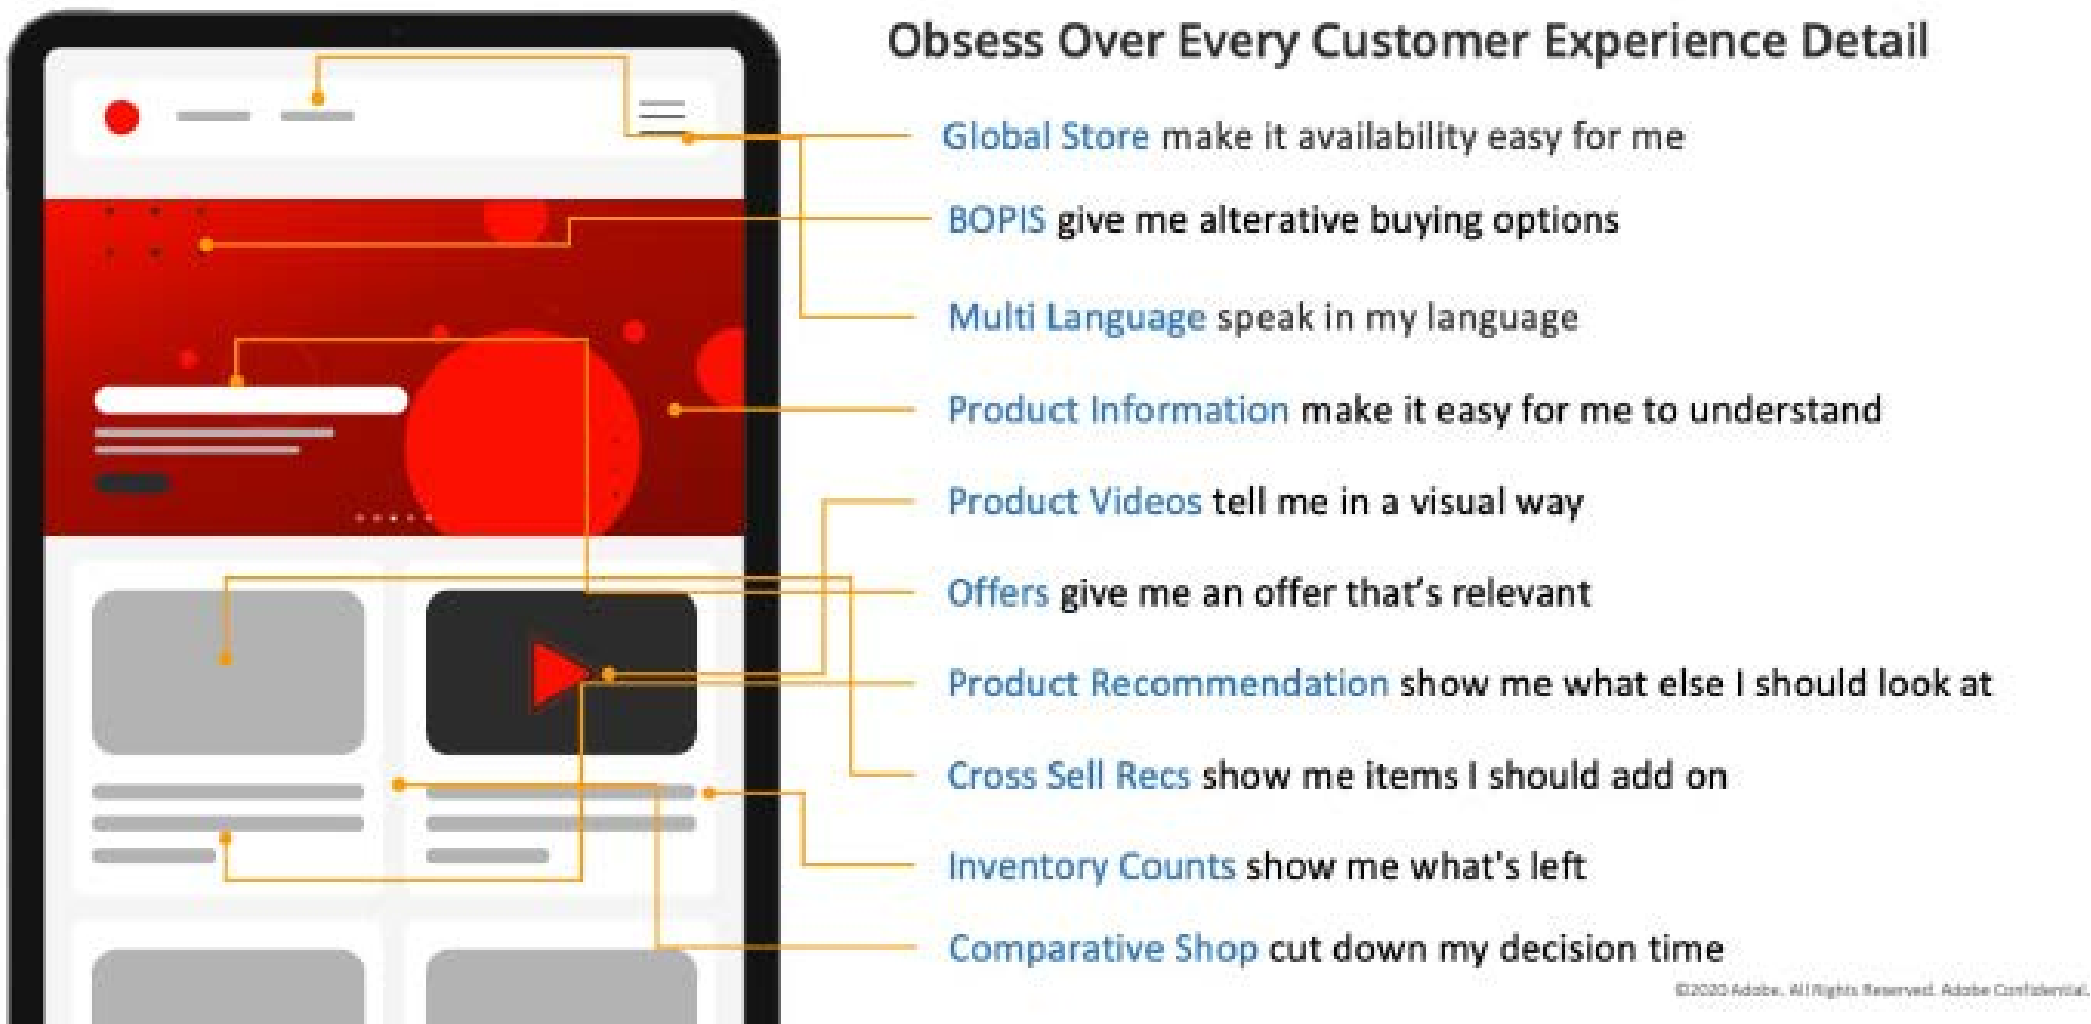 Obsess Over Every Customer Experience Detail
Global Store make it availability easy for me
BOPIS give me alterative buying options
Multi Language speak in my language
Product Information make it easy for me to understand
Product Videos tell me in a visual way
Offers give me an offer that's relevant
Product Recommendation show me what else I should look at
Cross Sell Recs show me items I should add on
Inventory Counts show me what's left
Comparative Shop cut down my decision time
©2020 Adobe. All Rights Reserved. Adobe Confidential.